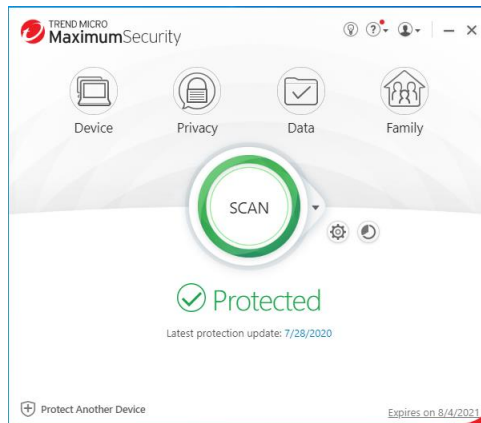 TREND MICRO
MaximumSecurity
?
Device Privacy Data Family
SCAN
Protected
Latest protection update: 7/28/2020
Protect Another Device
Expires on 8/4/2021